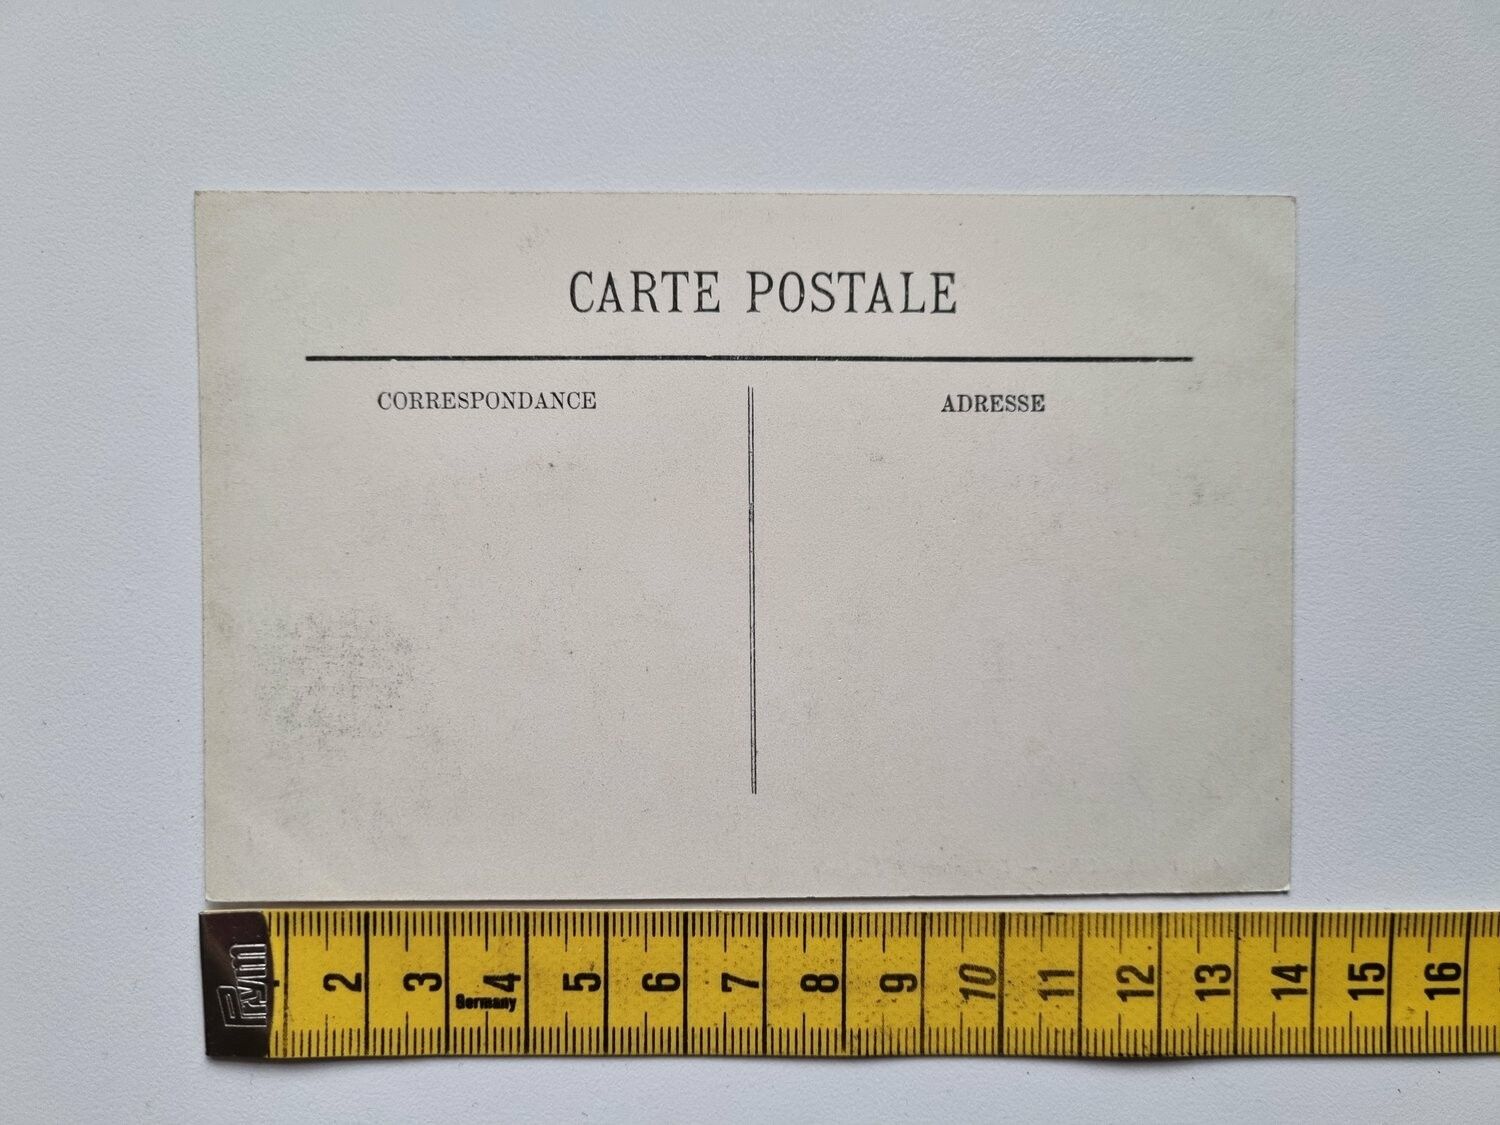 CARTE POSTALE
CORRESPONDANCE
ADRESSE
Prym
2 3 4 5 6 7 8 9 10 11 12 13 14 15 16
Germany